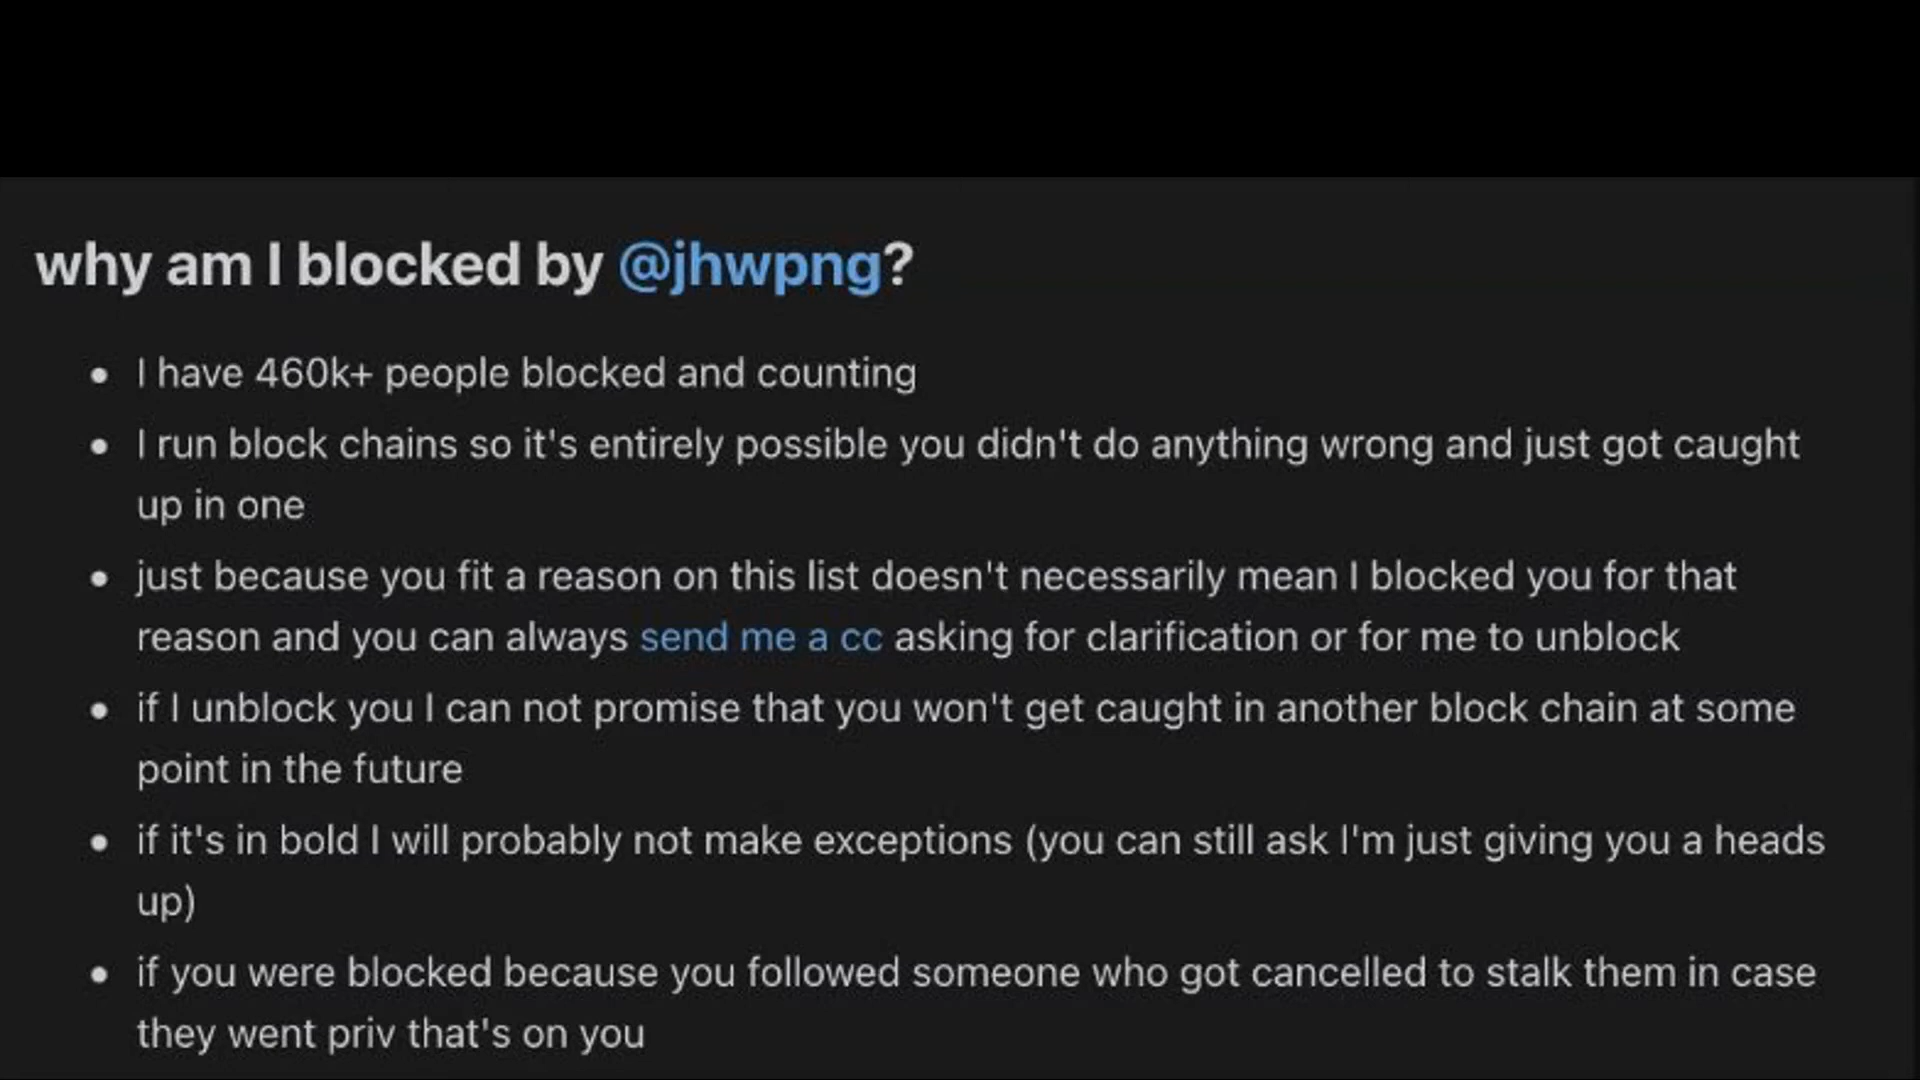 why am I blocked by @jhwpng?
• I have 460k+ people blocked and counting
• I run block chains so it's entirely possible you didn't do anything wrong and just got caught
up in one
• just because you fit a reason on this list doesn't necessarily mean I blocked you for that
reason and you can always send me a cc asking for clarification or for me to unblock
• if I unblock you I can not promise that you won't get caught in another block chain at some
point in the future
• if it's in bold I will probably not make exceptions (you can still ask I'm just giving you a heads
up)
• if you were blocked because you followed someone who got cancelled to stalk them in case
they went priv that's on you